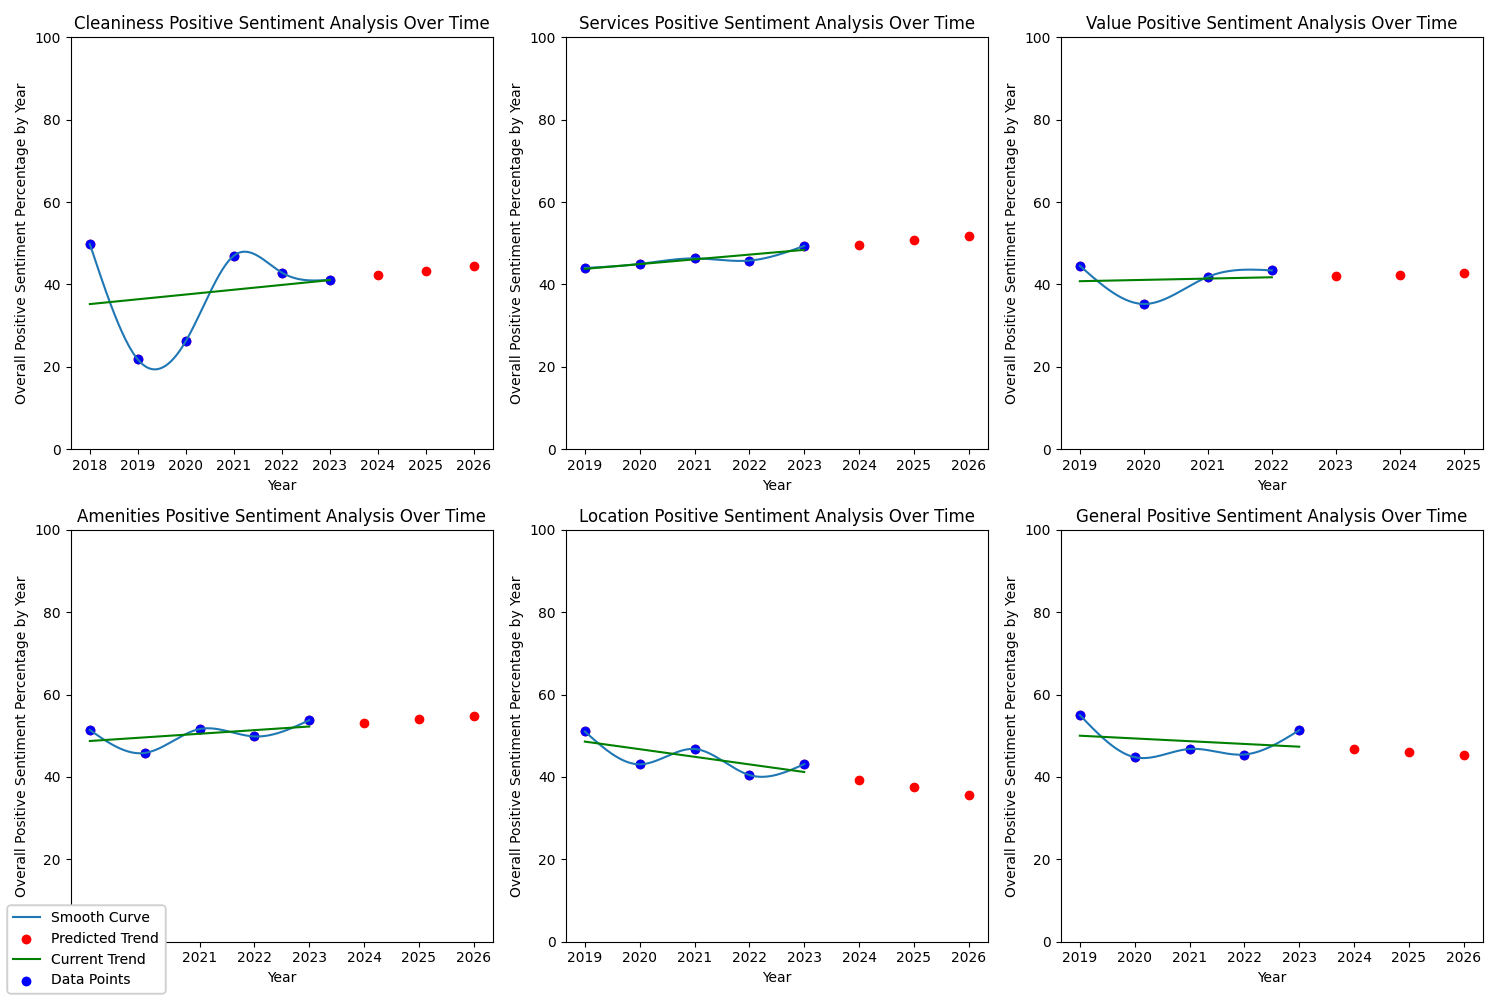 Cleaniness Positive Sentiment Analysis Over Time
Overall Positive Sentiment Percentage by Year
100
80
60
40
20
0
2018 2019 2020 2021 2022 2023 2024 2025 2026
Year
Services Positive Sentiment Analysis Over Time
Overall Positive Sentiment Percentage by Year
100
80
60
40
20
0
2019 2020 2021 2022 2023 2024 2025 2026
Year
Value Positive Sentiment Analysis Over Time
Overall Positive Sentiment Percentage by Year
100
80
60
40
20
0
2019 2020 2021 2022 2023 2024 2025
Year
Amenities Positive Sentiment Analysis Over Time
Overall Positive Sentiment Percentage by Year
100
80
60
40
20
2021 2022 2023 2024 2025 2026
Year
Smooth Curve
Predicted Trend
Current Trend
Data Points
Location Positive Sentiment Analysis Over Time
Overall Positive Sentiment Percentage by Year
100
80
60
40
20
0
2019 2020 2021 2022 2023 2024 2025 2026
Year
General Positive Sentiment Analysis Over Time
Overall Positive Sentiment Percentage by Year
100
80
60
40
20
0
2019 2020 2021 2022 2023 2024 2025 2026
Year